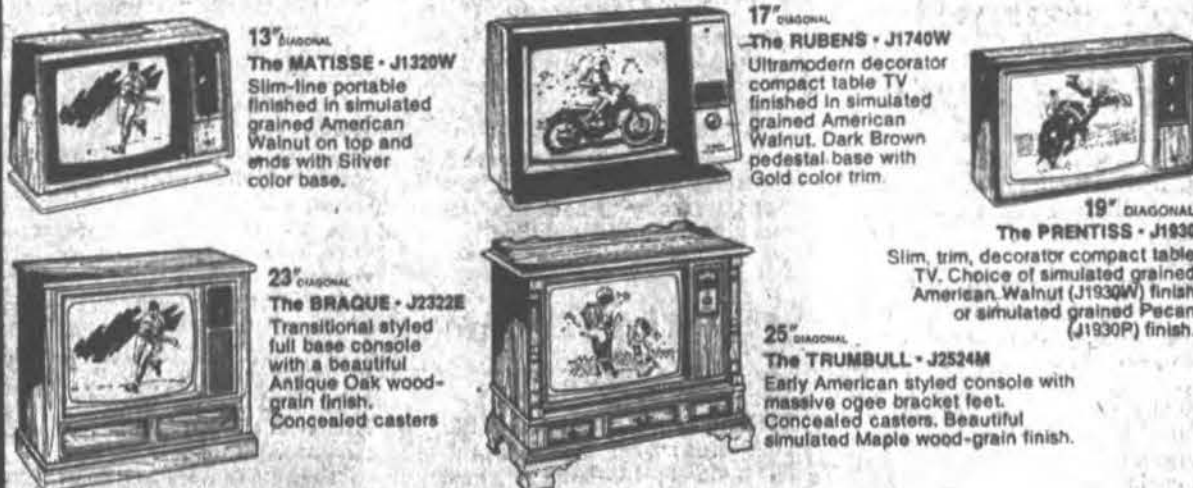 13" DIAGONAL
The MATISSE • J1320W
Slim-line portable
finished in simulated
grained American
Walnut on top and
ends with Silver
color base.
17" DIAGONAL
The RUBENS • J1740W
Ultramodern decorator
compact table TV
finished in simulated
grained American
Walnut. Dark Brown
pedestal base with
Gold color trim.
19" DIAGONAL
The PRENTISS • J1930
Slim, trim, decorator compact table
TV. Choice of simulated grained
American Walnut (J1930W) finish
or simulated grained Pecan
(J1930P) finish.
23" DIAGONAL
The BRAQUE • J2322E
Transitional styled
full base console
with a beautiful
Antique Oak wood-
grain finish.
Concealed casters
25" DIAGONAL
The TRUMBULL • J2524M
Early American styled console with
massive ogee bracket feet.
Concealed casters. Beautiful
simulated Maple wood-grain finish.